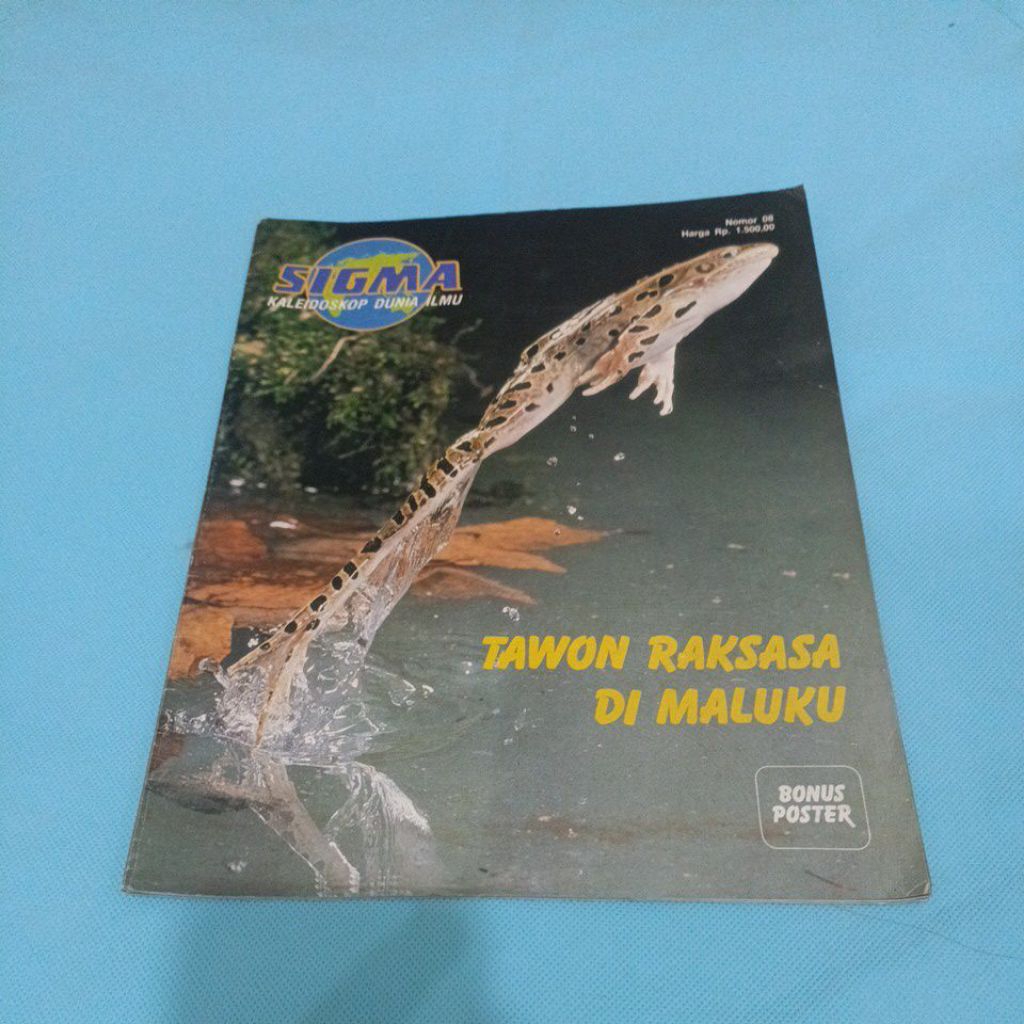 Nomor 08
Harga Rp. 1.500,00
SIGMA
KALEIDOSKOP DUNIA ILMU
TAWON RAKSASA
DI MALUKU
BONUS
POSTER